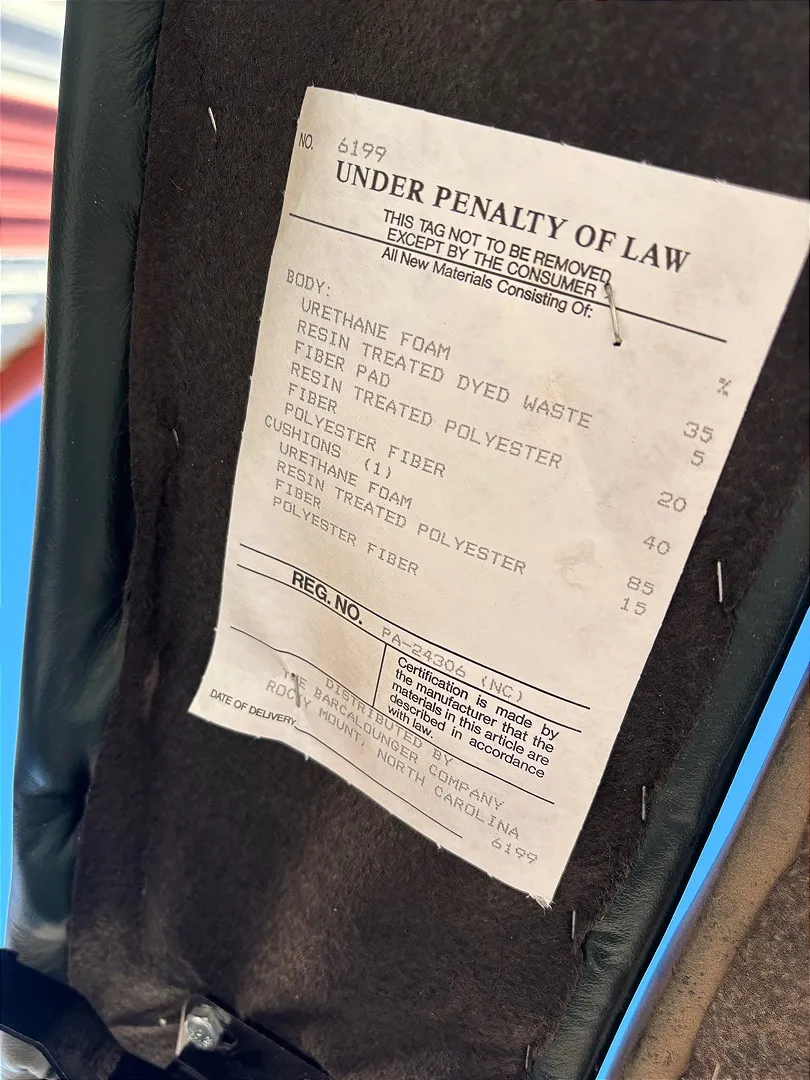 NO. 6199
UNDER PENALTY OF LAW
THIS TAG NOT TO BE REMOVED
EXCEPT BY THE CONSUMER
All New Materials Consisting Of:
%
BODY:
URETHANE FOAM 35
RESIN TREATED DYED WASTE
FIBER PAD 5
RESIN TREATED POLYESTER
FIBER 20
POLYESTER FIBER 40
CUSHIONS (1)
URETHANE FOAM 85
RESIN TREATED POLYESTER 15
FIBER
POLYESTER FIBER
REG. NO. PA-24306 (NC)
Certification is made by
the manufacturer that the
materials in this article are
described in accordance
with law.
DISTRIBUTED BY
THE BARCALOUNGER COMPANY
ROCKY MOUNT, NORTH CAROLINA
DATE OF DELIVERY
6199